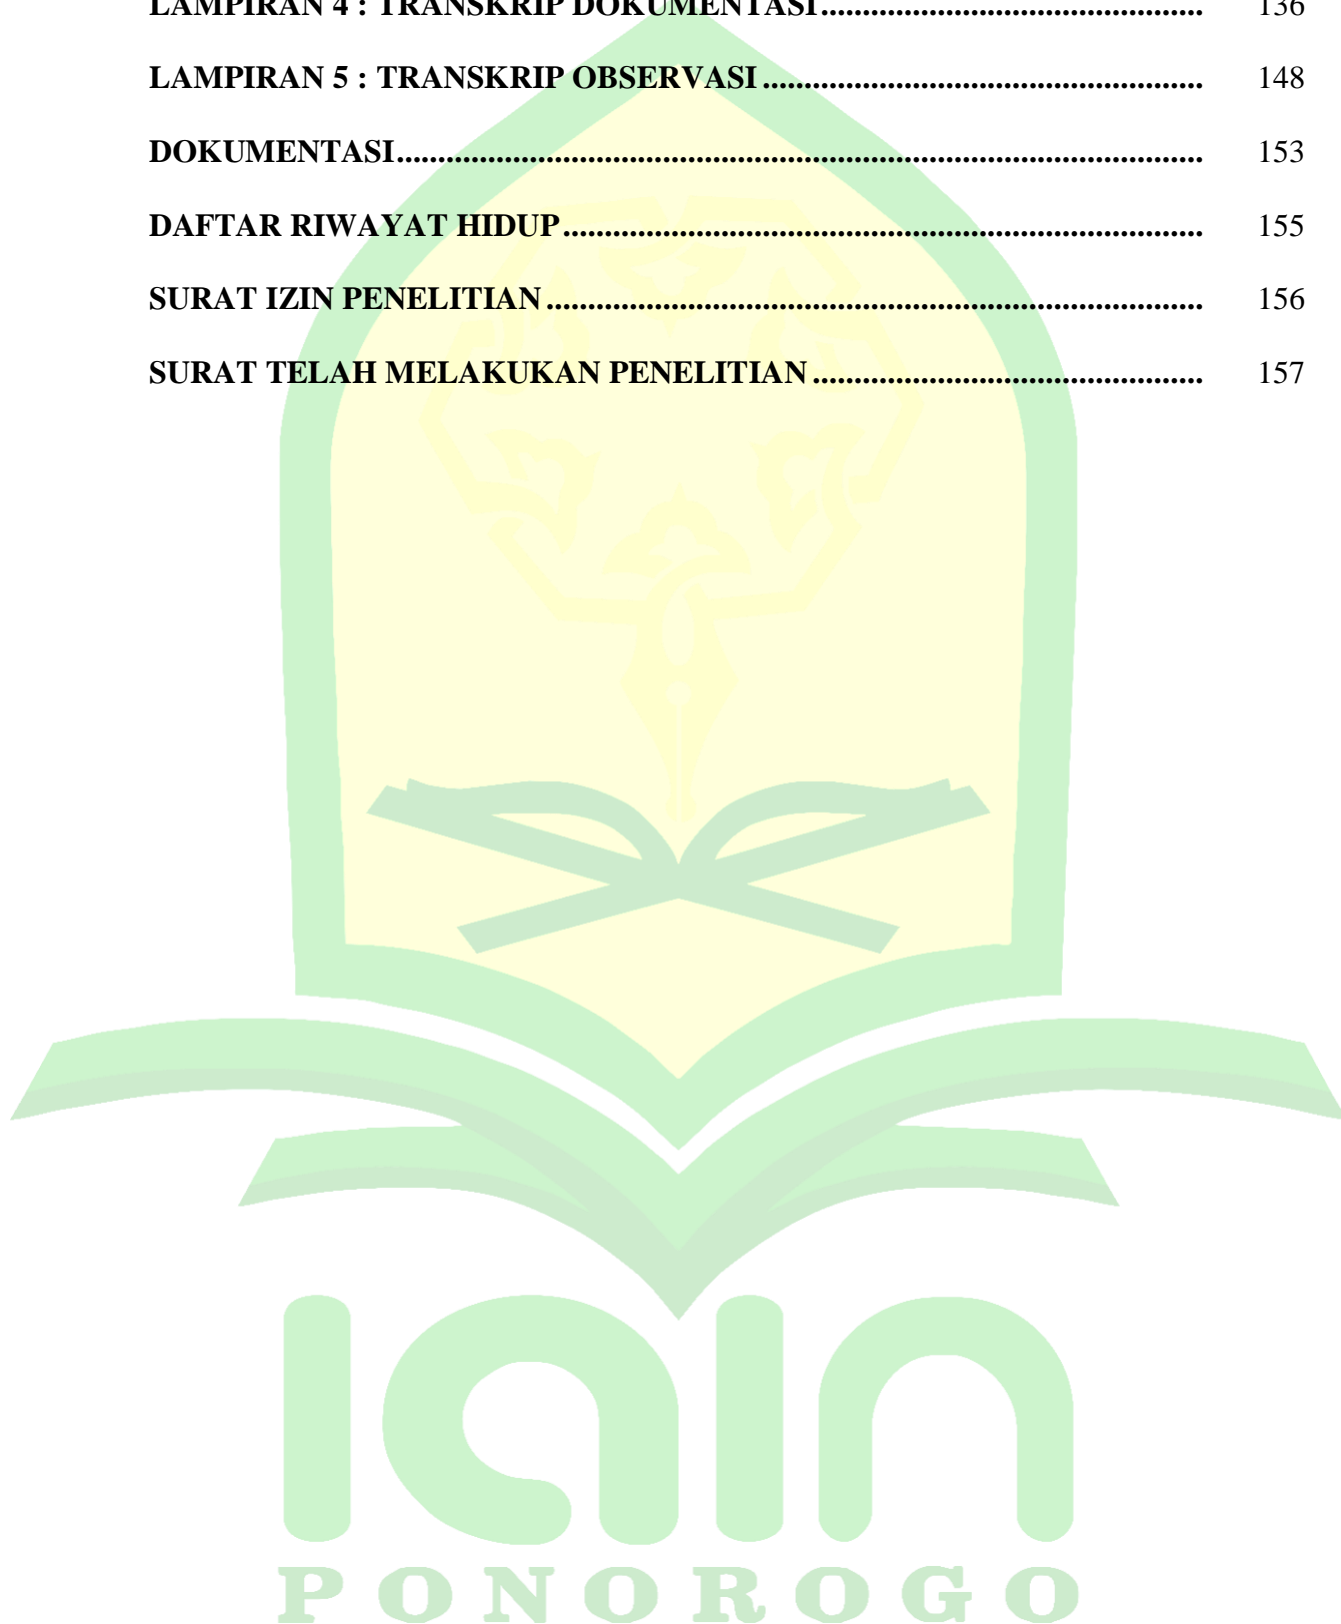 LAMPIRAN 4 : TRANSKRIP DOKUMENTASI.............................................. 136
LAMPIRAN 5 : TRANSKRIP OBSERVASI ..................................................... 148
DOKUMENTASI................................................................................................. 153
DAFTAR RIWAYAT HIDUP............................................................................. 155
SURAT IZIN PENELITIAN ............................................................................... 156
SURAT TELAH MELAKUKAN PENELITIAN ............................................... 157
IAIN
PONOROGO